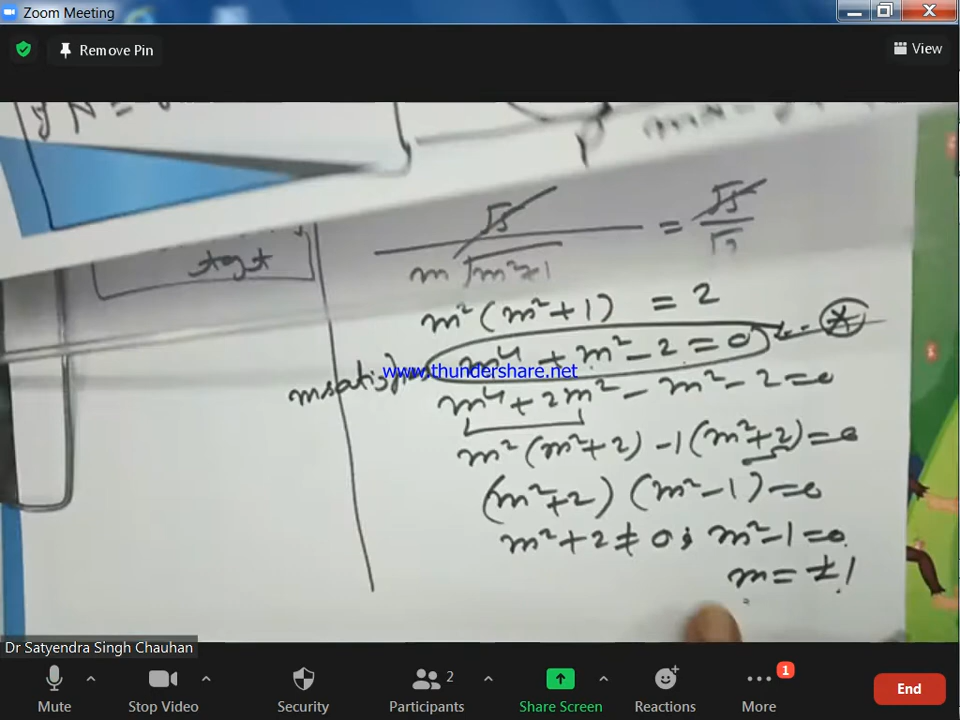 Zoom Meeting
Remove Pin
View
y N =
P
√5 / m √m²+1 = √5 / √2
m² (m²+1) = 2
m satisfies m⁴ + m² - 2 = 0 ← *
www.thundershare.net
m⁴ + 2m² - m² - 2 = 0
m² (m²+2) - 1 (m²+2) = 0
(m²+2) (m²-1) = 0
m²+2 ≠ 0; m²-1 = 0
m = ±1
Dr Satyendra Singh Chauhan
2
1
Mute
Stop Video
Security
Participants
Share Screen
Reactions
More
End